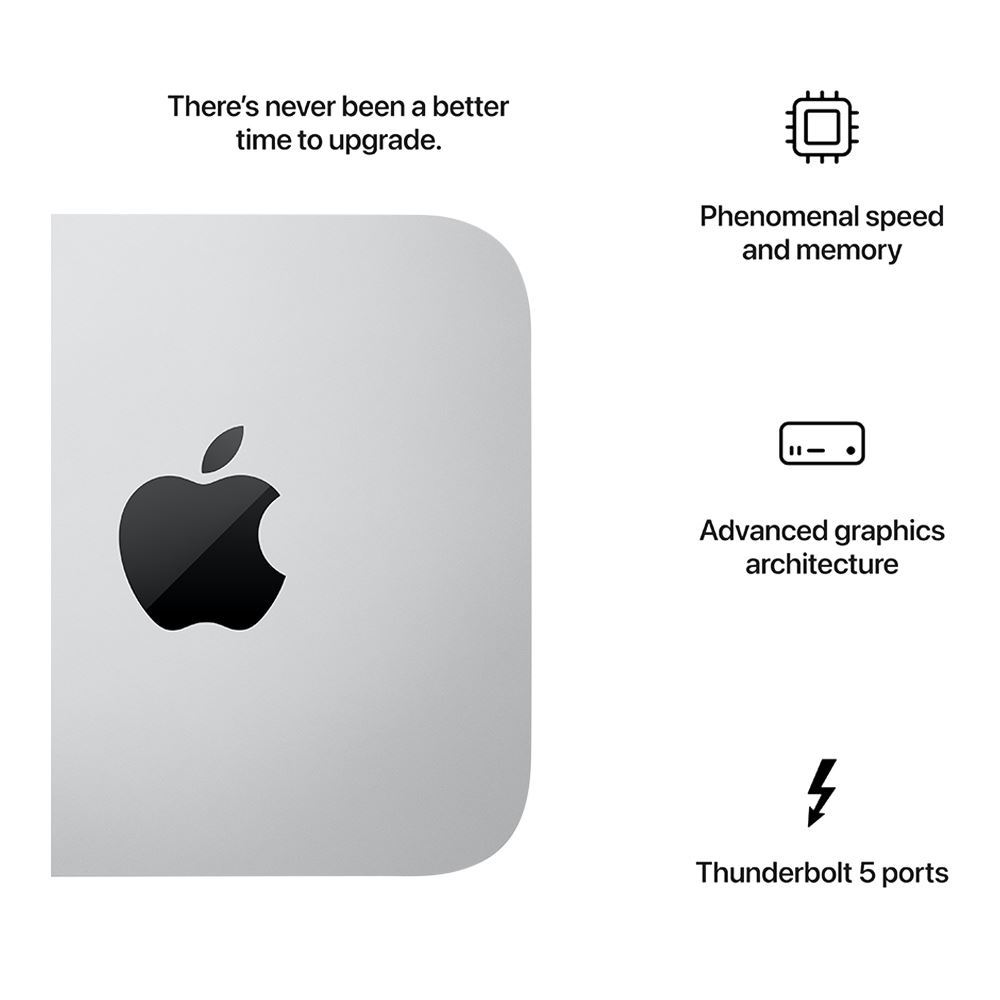 There’s never been a better
time to upgrade.
Phenomenal speed
and memory
Advanced graphics
architecture
Thunderbolt 5 ports